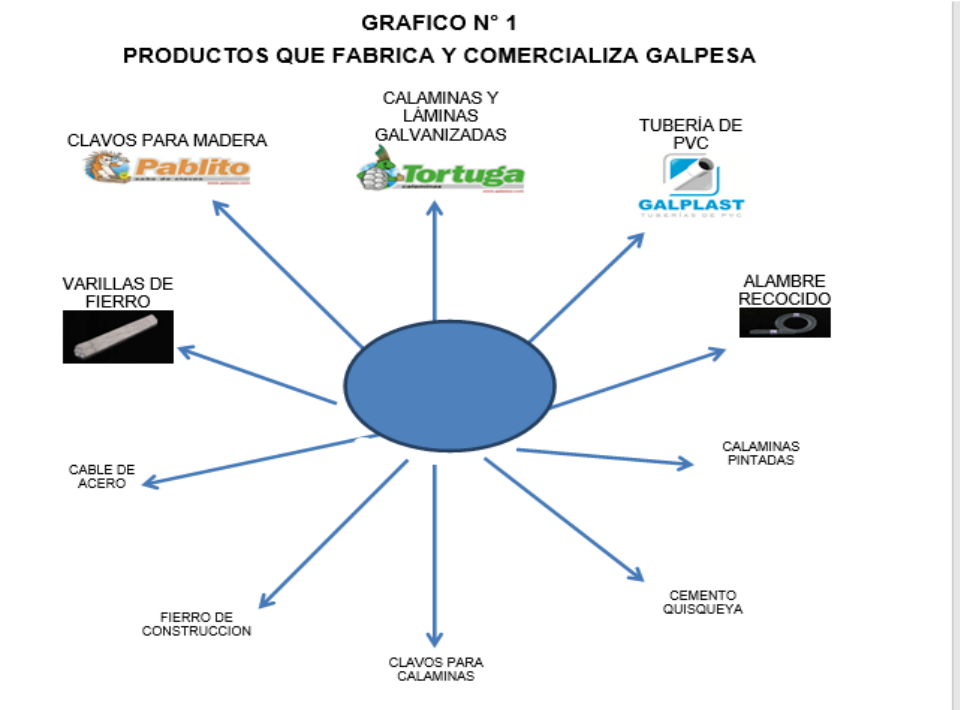 GRAFICO N° 1
PRODUCTOS QUE FABRICA Y COMERCIALIZA GALPESA
CALAMINAS Y
LÁMINAS
GALVANIZADAS
Tortuga
calaminas
CLAVOS PARA MADERA
Pablito
TUBERÍA DE
PVC
GALPLAST
TUBERÍAS DE PVC
VARILLAS DE
FIERRO
ALAMBRE
RECOCIDO
CALAMINAS
PINTADAS
CABLE DE
ACERO
CEMENTO
QUISQUEYA
FIERRO DE
CONSTRUCCION
CLAVOS PARA
CALAMINAS